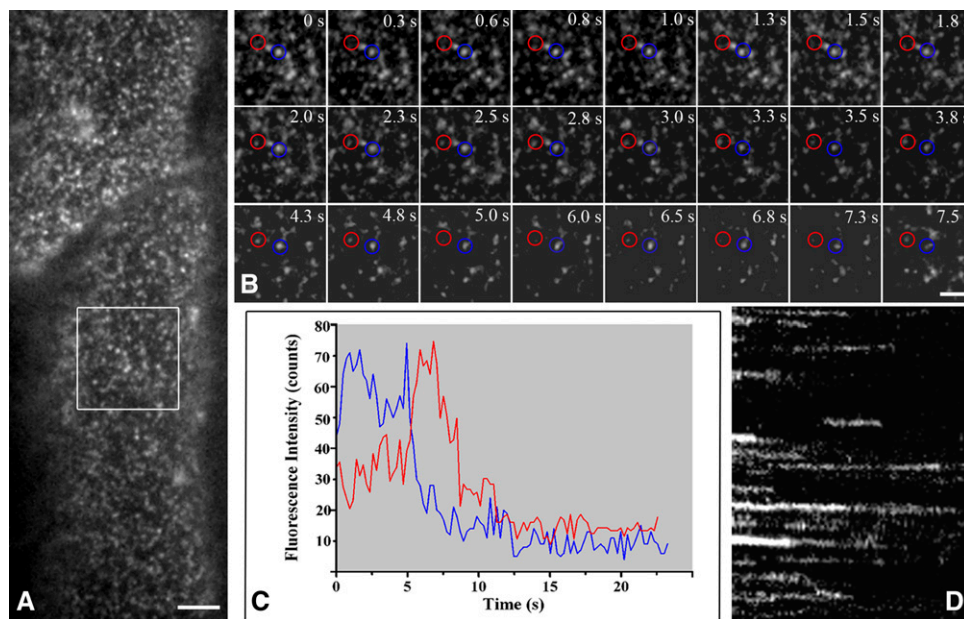 A
B
0 s 0.3 s 0.6 s 0.8 s 1.0 s 1.3 s 1.5 s 1.8
2.0 s 2.3 s 2.5 s 2.8 s 3.0 s 3.3 s 3.5 s 3.8 s
4.3 s 4.8 s 5.0 s 6.0 s 6.5 s 6.8 s 7.3 s 7.5
C
Fluorescence Intensity (counts)
80
70
60
50
40
30
20
10
0 5 10 15 20
Time (s)
D